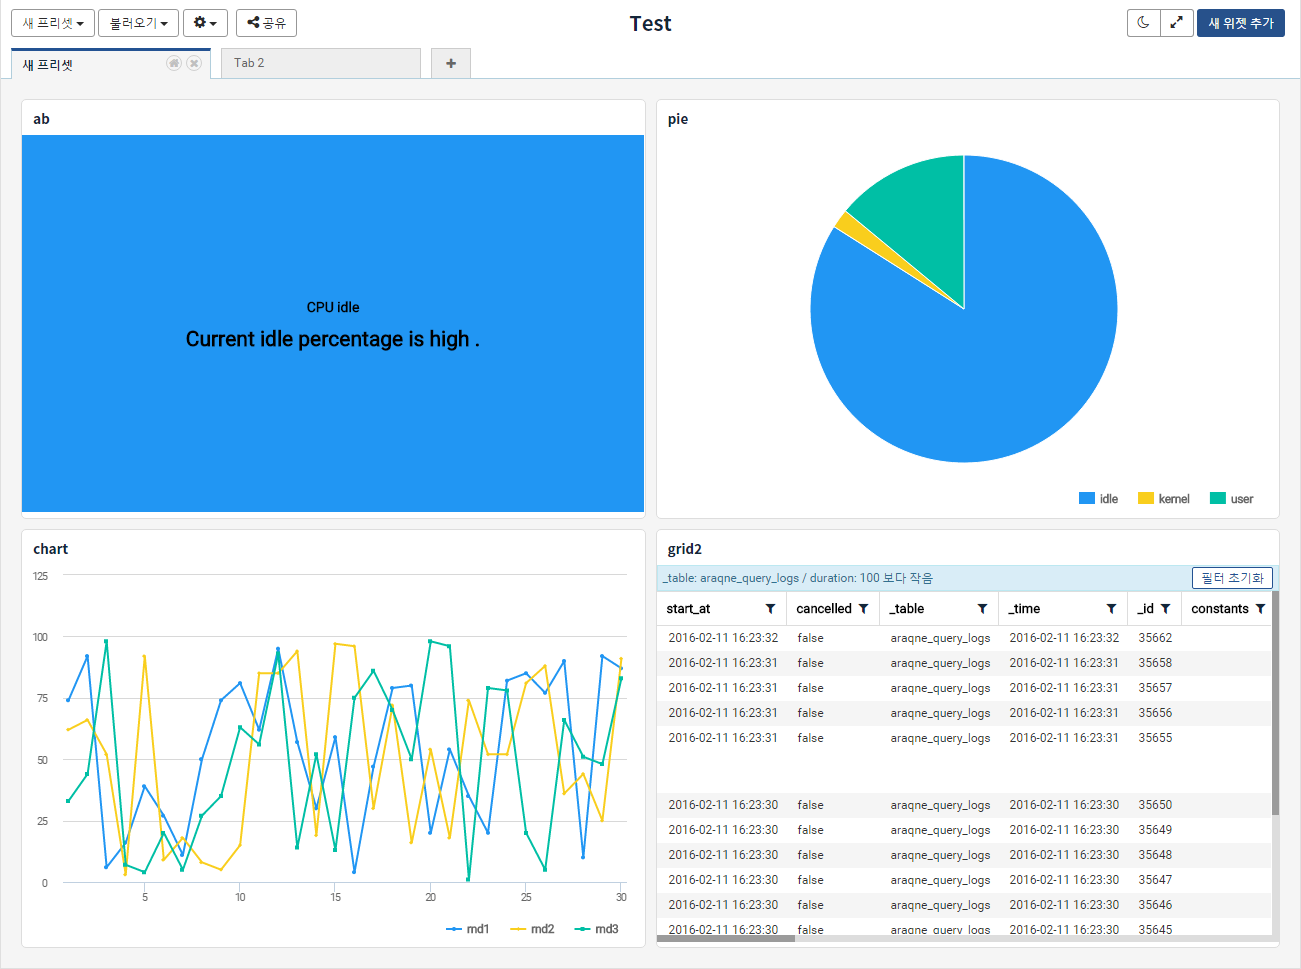 새 프리셋 불러오기 공유 Test 새 위젯 추가
새 프리셋 Tab 2 +
ab
CPU idle
Current idle percentage is high .
pie
idle kernel user
chart
125
100
75
50
25
0
5 10 15 20 25 30
rnd1 rnd2 rnd3
grid2
_table: araqne_query_logs / duration: 100 보다 작음 필터 초기화
start_at cancelled _table _time _id constants
2016-02-11 16:23:32 false araqne_query_logs 2016-02-11 16:23:32 35662
2016-02-11 16:23:31 false araqne_query_logs 2016-02-11 16:23:31 35658
2016-02-11 16:23:31 false araqne_query_logs 2016-02-11 16:23:31 35657
2016-02-11 16:23:31 false araqne_query_logs 2016-02-11 16:23:31 35656
2016-02-11 16:23:31 false araqne_query_logs 2016-02-11 16:23:31 35655
2016-02-11 16:23:30 false araqne_query_logs 2016-02-11 16:23:30 35650
2016-02-11 16:23:30 false araqne_query_logs 2016-02-11 16:23:30 35649
2016-02-11 16:23:30 false araqne_query_logs 2016-02-11 16:23:30 35648
2016-02-11 16:23:30 false araqne_query_logs 2016-02-11 16:23:30 35647
2016-02-11 16:23:30 false araqne_query_logs 2016-02-11 16:23:30 35646
2016-02-11 16:23:30 false araqne_query_logs 2016-02-11 16:23:30 35645